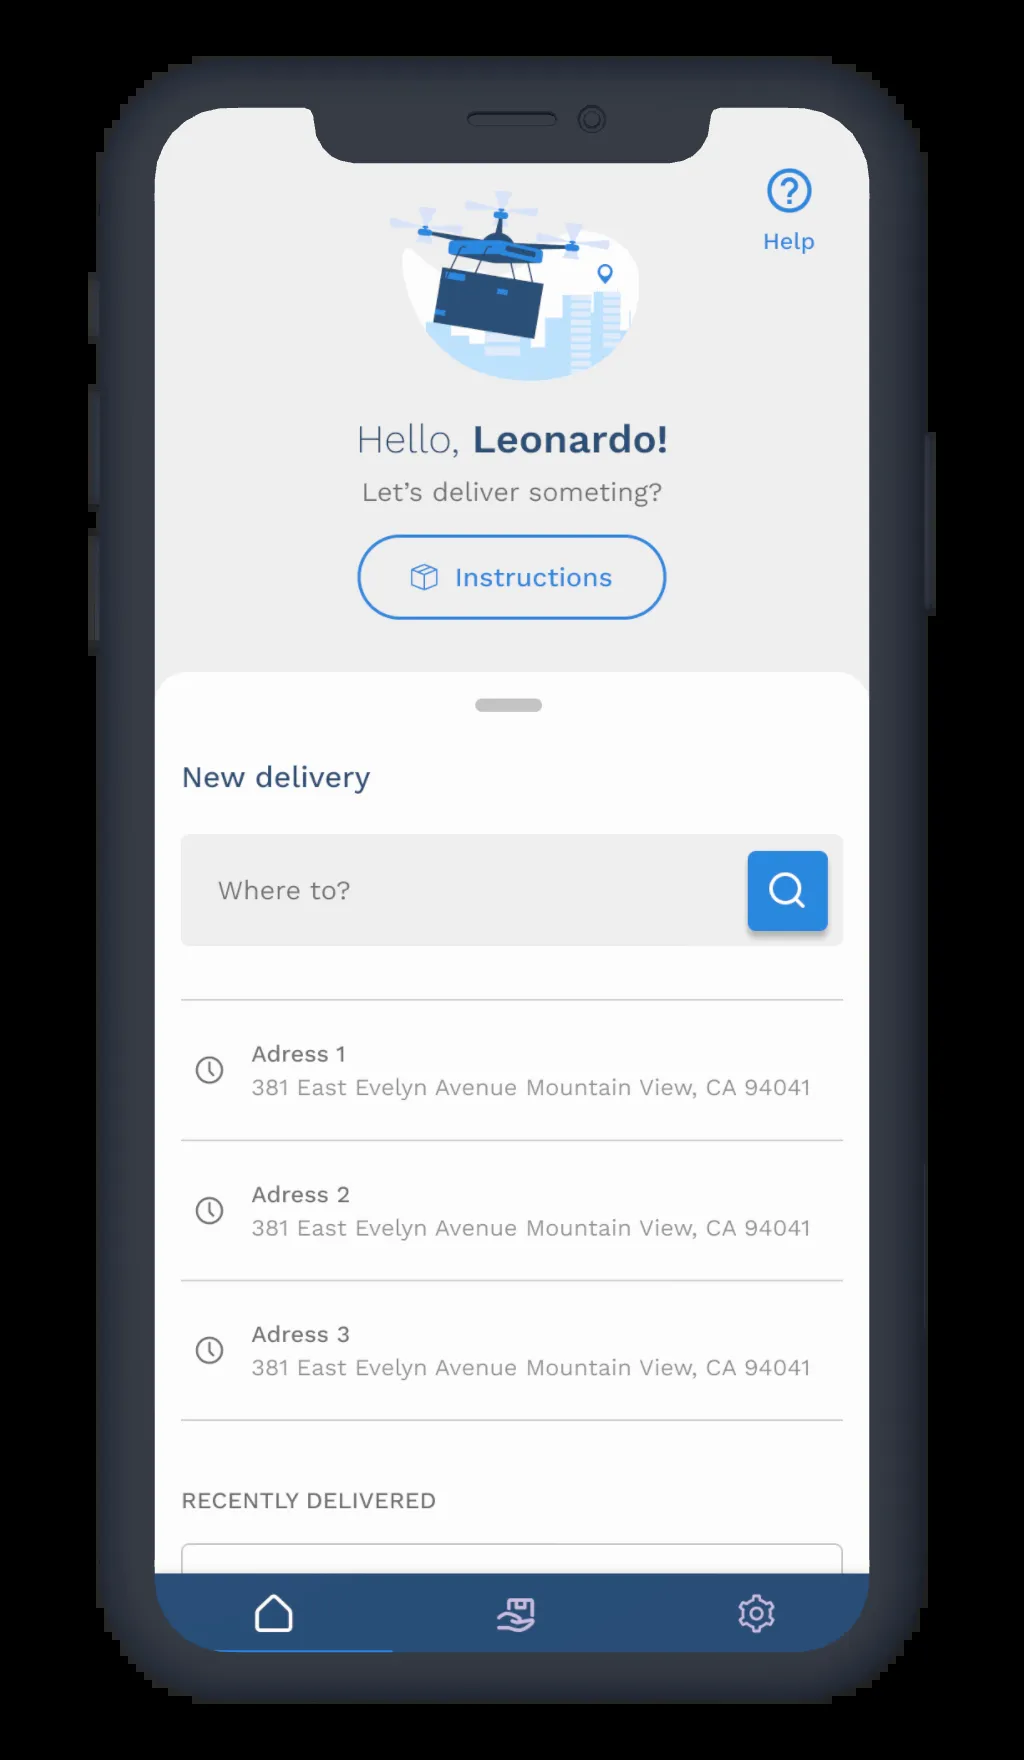 Help
Hello, Leonardo!
Let’s deliver someting?
Instructions
New delivery
Where to?
Adress 1
381 East Evelyn Avenue Mountain View, CA 94041
Adress 2
381 East Evelyn Avenue Mountain View, CA 94041
Adress 3
381 East Evelyn Avenue Mountain View, CA 94041
RECENTLY DELIVERED